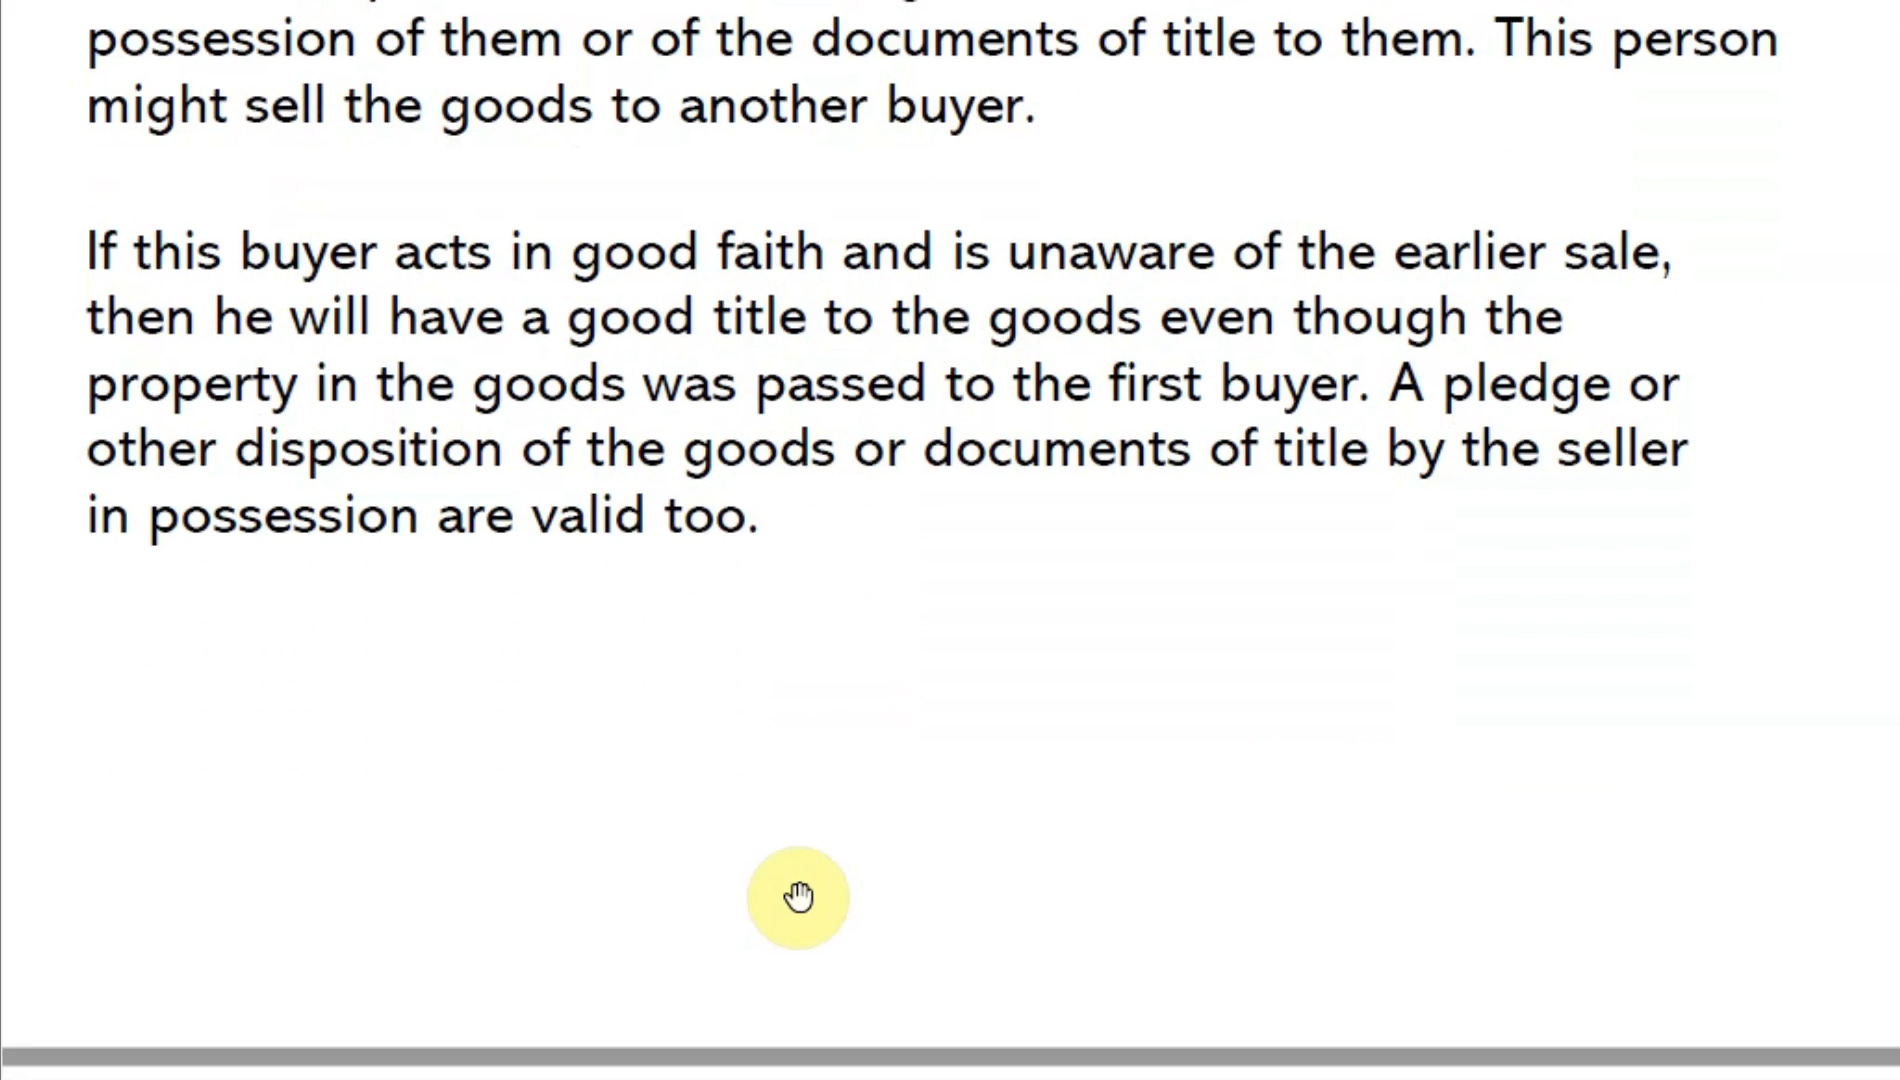 possession of them or of the documents of title to them. This person
might sell the goods to another buyer.
If this buyer acts in good faith and is unaware of the earlier sale,
then he will have a good title to the goods even though the
property in the goods was passed to the first buyer. A pledge or
other disposition of the goods or documents of title by the seller
in possession are valid too.